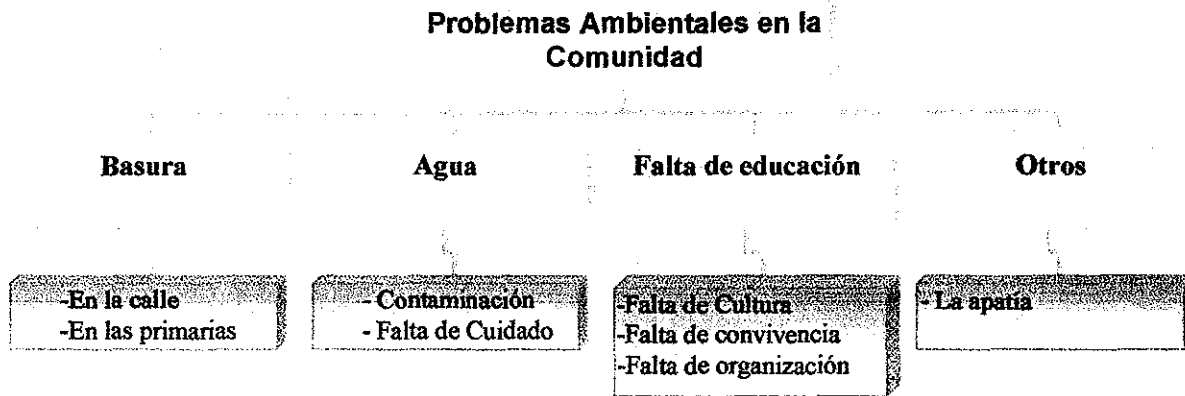 Problemas Ambientales en la
Comunidad
Basura
Agua
Falta de educación
Otros
-En la calle
-En las primarias
- Contaminación
- Falta de Cuidado
-Falta de Cultura
-Falta de convivencia
-Falta de organización
- La apatía